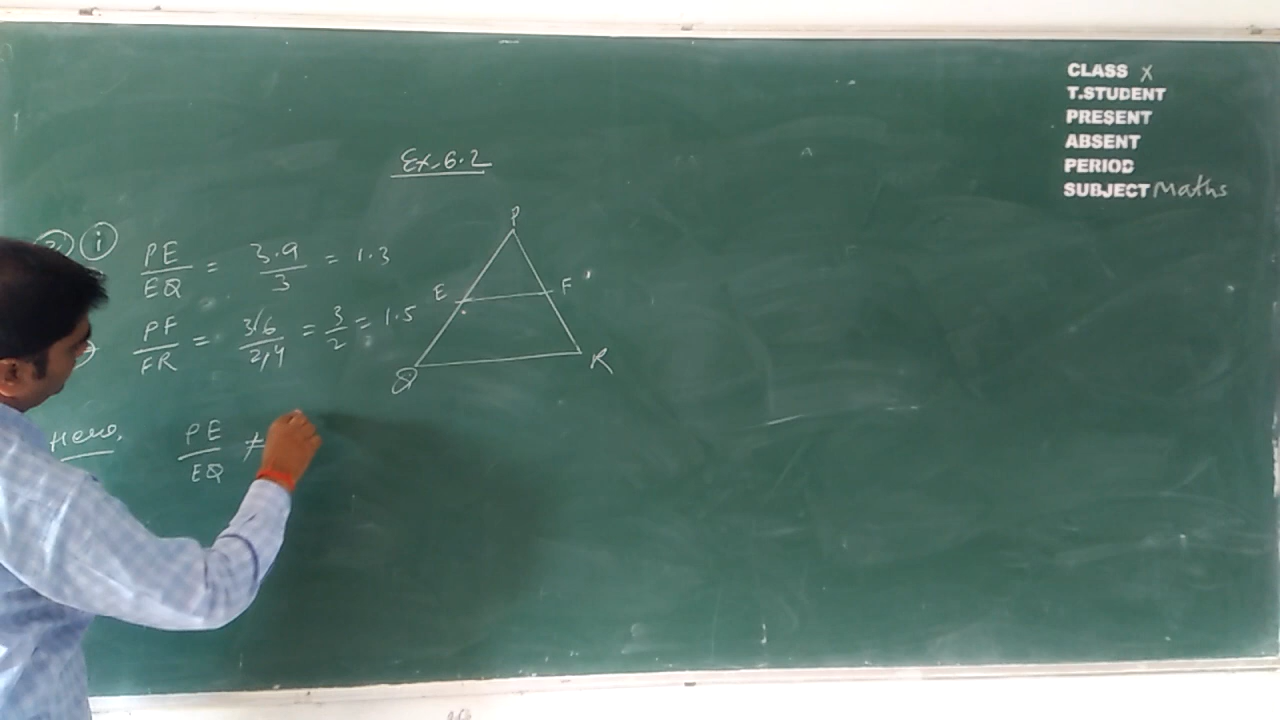 CLASS X
T.STUDENT
PRESENT
ABSENT
PERIOD
SUBJECT Maths
Ex-6.2
i
PE/EQ = 3.9/3 = 1.3
PF/FR = 3.6/2.4 = 3/2 = 1.5
Here,
PE/EQ ≠
P
E
F
Q
R